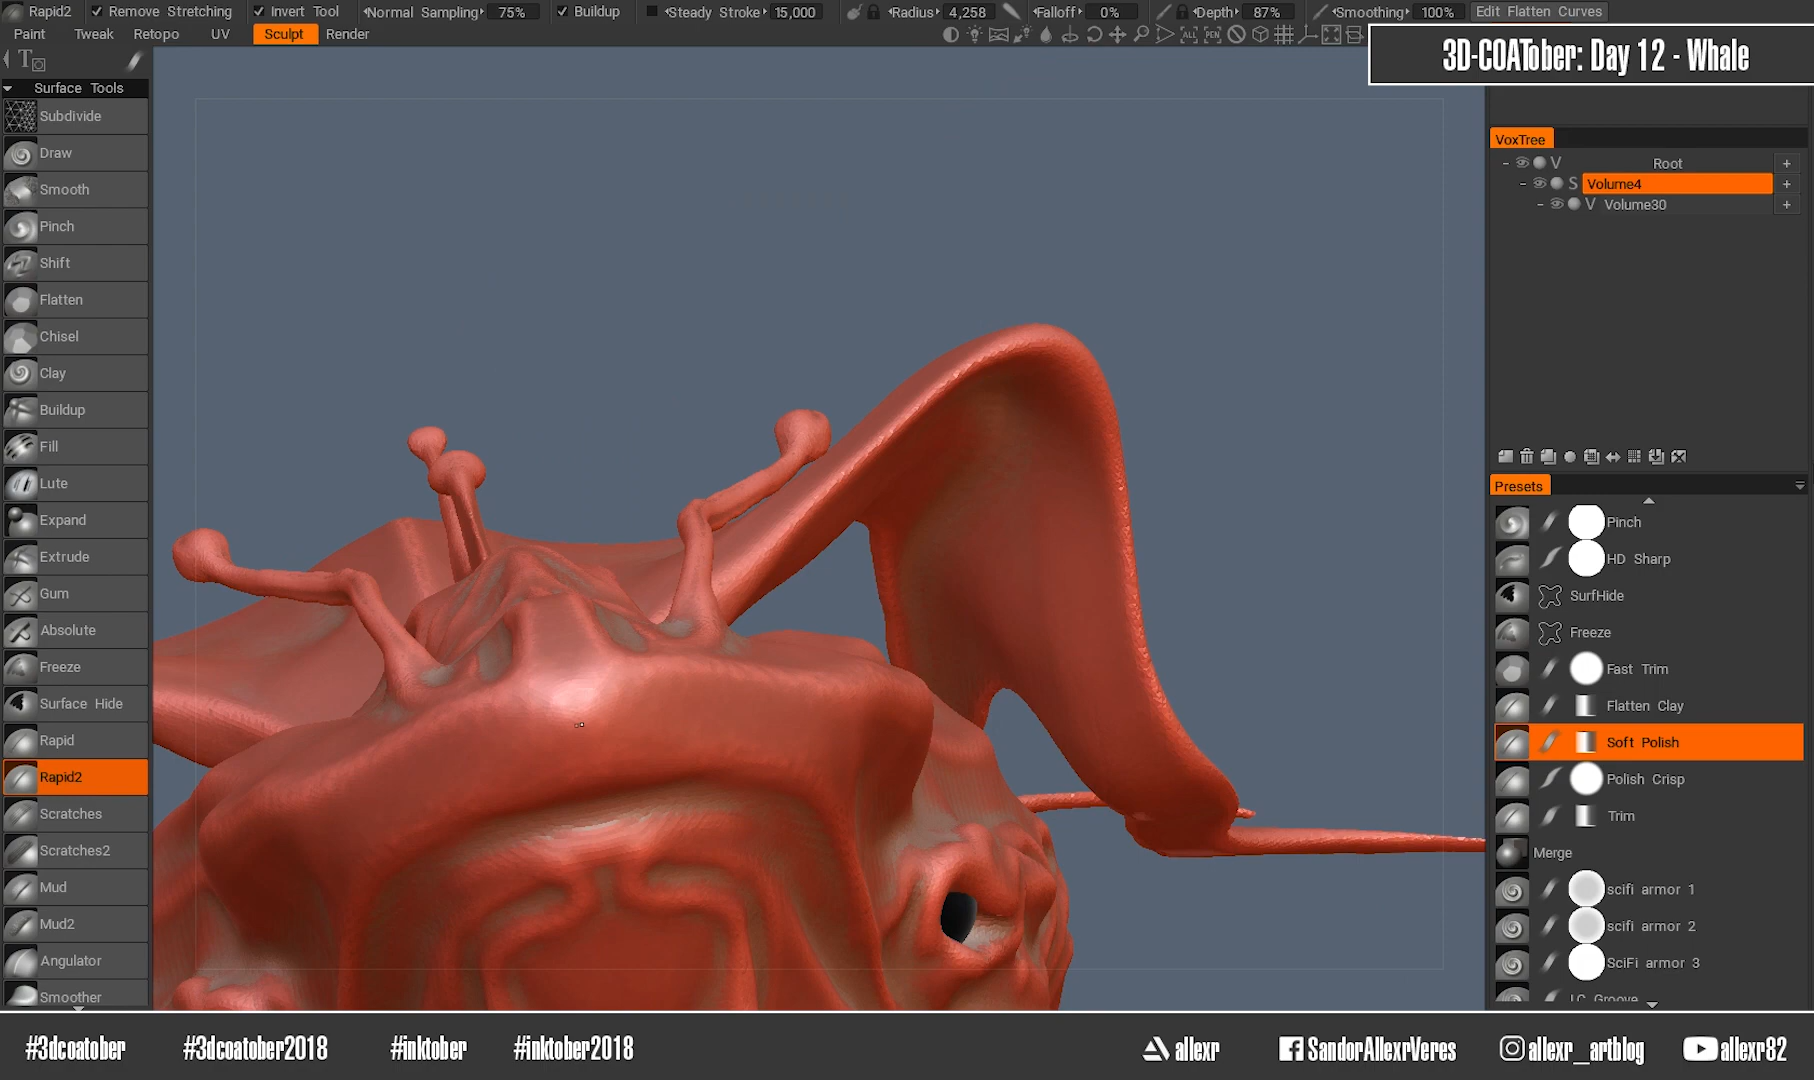 Rapid2 Remove Stretching Invert Tool Normal Sampling 75% Buildup Steady Stroke 15,000 Radius 4,258 Falloff 0% Depth 87% Smoothing 100% Edit Flatten Curves
Paint Tweak Retopo UV Sculpt Render
ALL PEN
3D-COATober: Day 12 - Whale
Surface Tools
Subdivide
Draw
Smooth
Pinch
Shift
Flatten
Chisel
Clay
Buildup
Fill
Lute
Expand
Extrude
Gum
Absolute
Freeze
Surface Hide
Rapid
Rapid2
Scratches
Scratches2
Mud
Mud2
Angulator
Smoother
VoxTree
- V Root +
- S Volume4 +
- V Volume30 +
Presets
Pinch
HD Sharp
SurfHide
Freeze
Fast Trim
Flatten Clay
Soft Polish
Polish Crisp
Trim
Merge
scifi armor 1
scifi armor 2
SciFi armor 3
LC Groove
#3dcoatober #3dcoatober2018 #inktober #inktober2018 allexr SandorAllexrVeres allexr_artblog allexr82